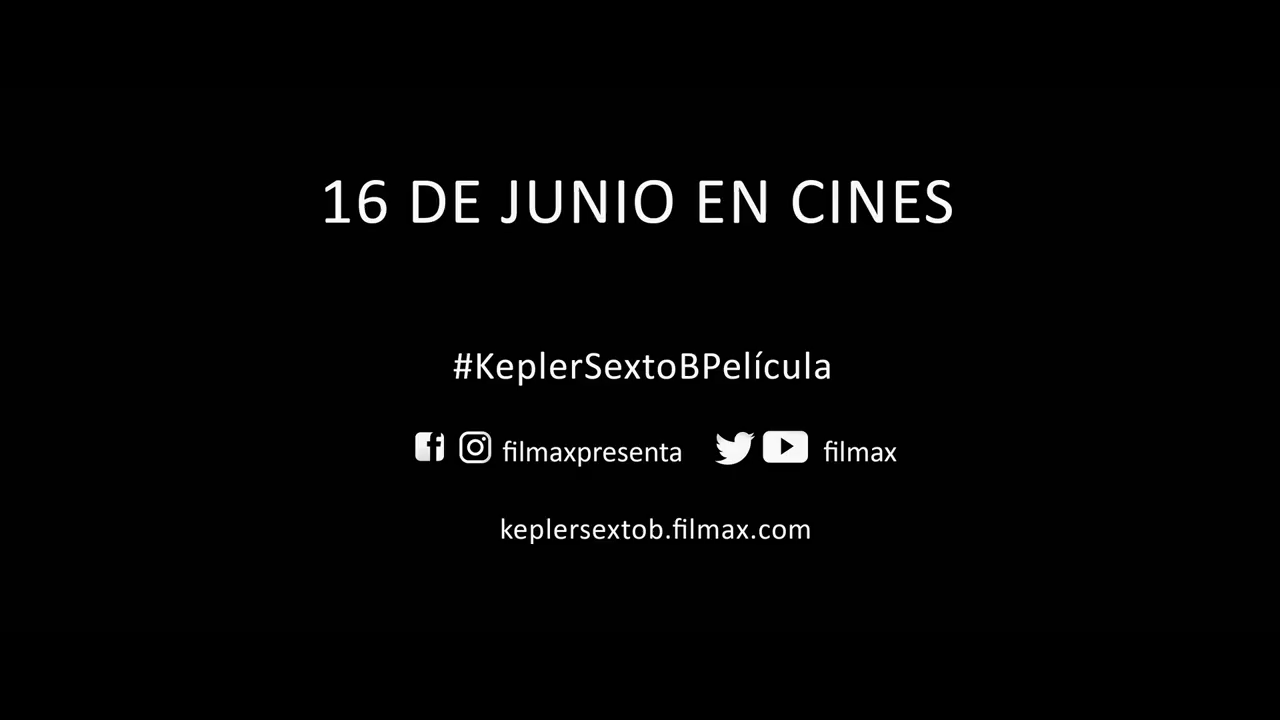 16 DE JUNIO EN CINES
#KeplerSextoBPelícula
filmaxpresenta filmax
keplersextob.filmax.com